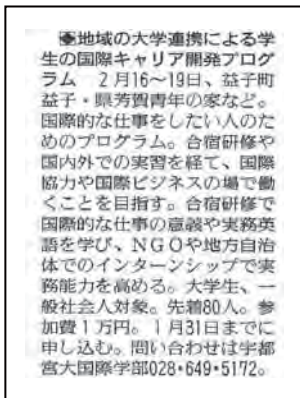 ◆地域の大学連携による学
生の国際キャリア開発プログ
ラム　2月16〜19日、益子町
益子・県芳賀青年の家など。
国際的な仕事をしたい人のた
めのプログラム。合宿研修や
国内外での実習を経て、国際
協力や国際ビジネスの場で働
くことを目指す。合宿研修で
国際的な仕事の意義や実務英
語を学び、NGOや地方自治
体でのインターンシップで実
務能力を高める。大学生、一
般社会人対象。先着80人。参
加費1万円。1月31日までに
申し込む。問い合わせは宇都
宮大国際学部028・649・5172。